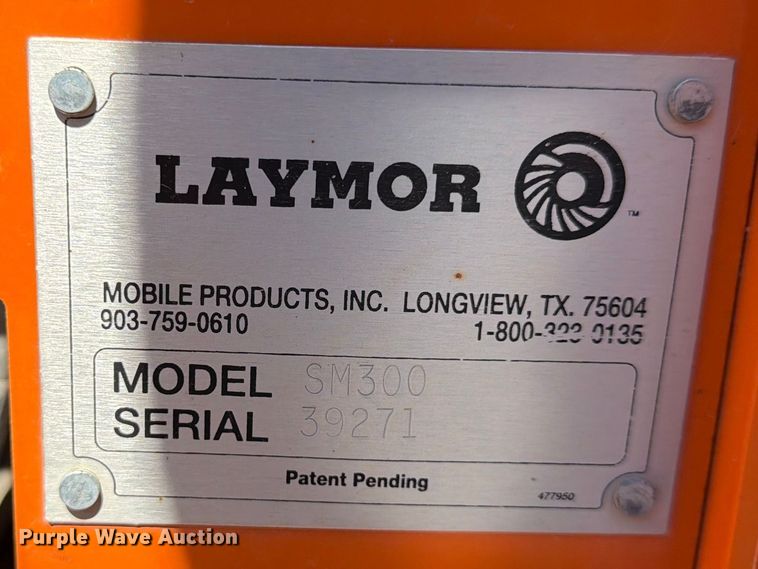 LAYMOR
TM
MOBILE PRODUCTS, INC. LONGVIEW, TX. 75604
903-759-0610 1-800-323-0135
MODEL SM300
SERIAL 39271
Patent Pending
477950
Purple Wave Auction